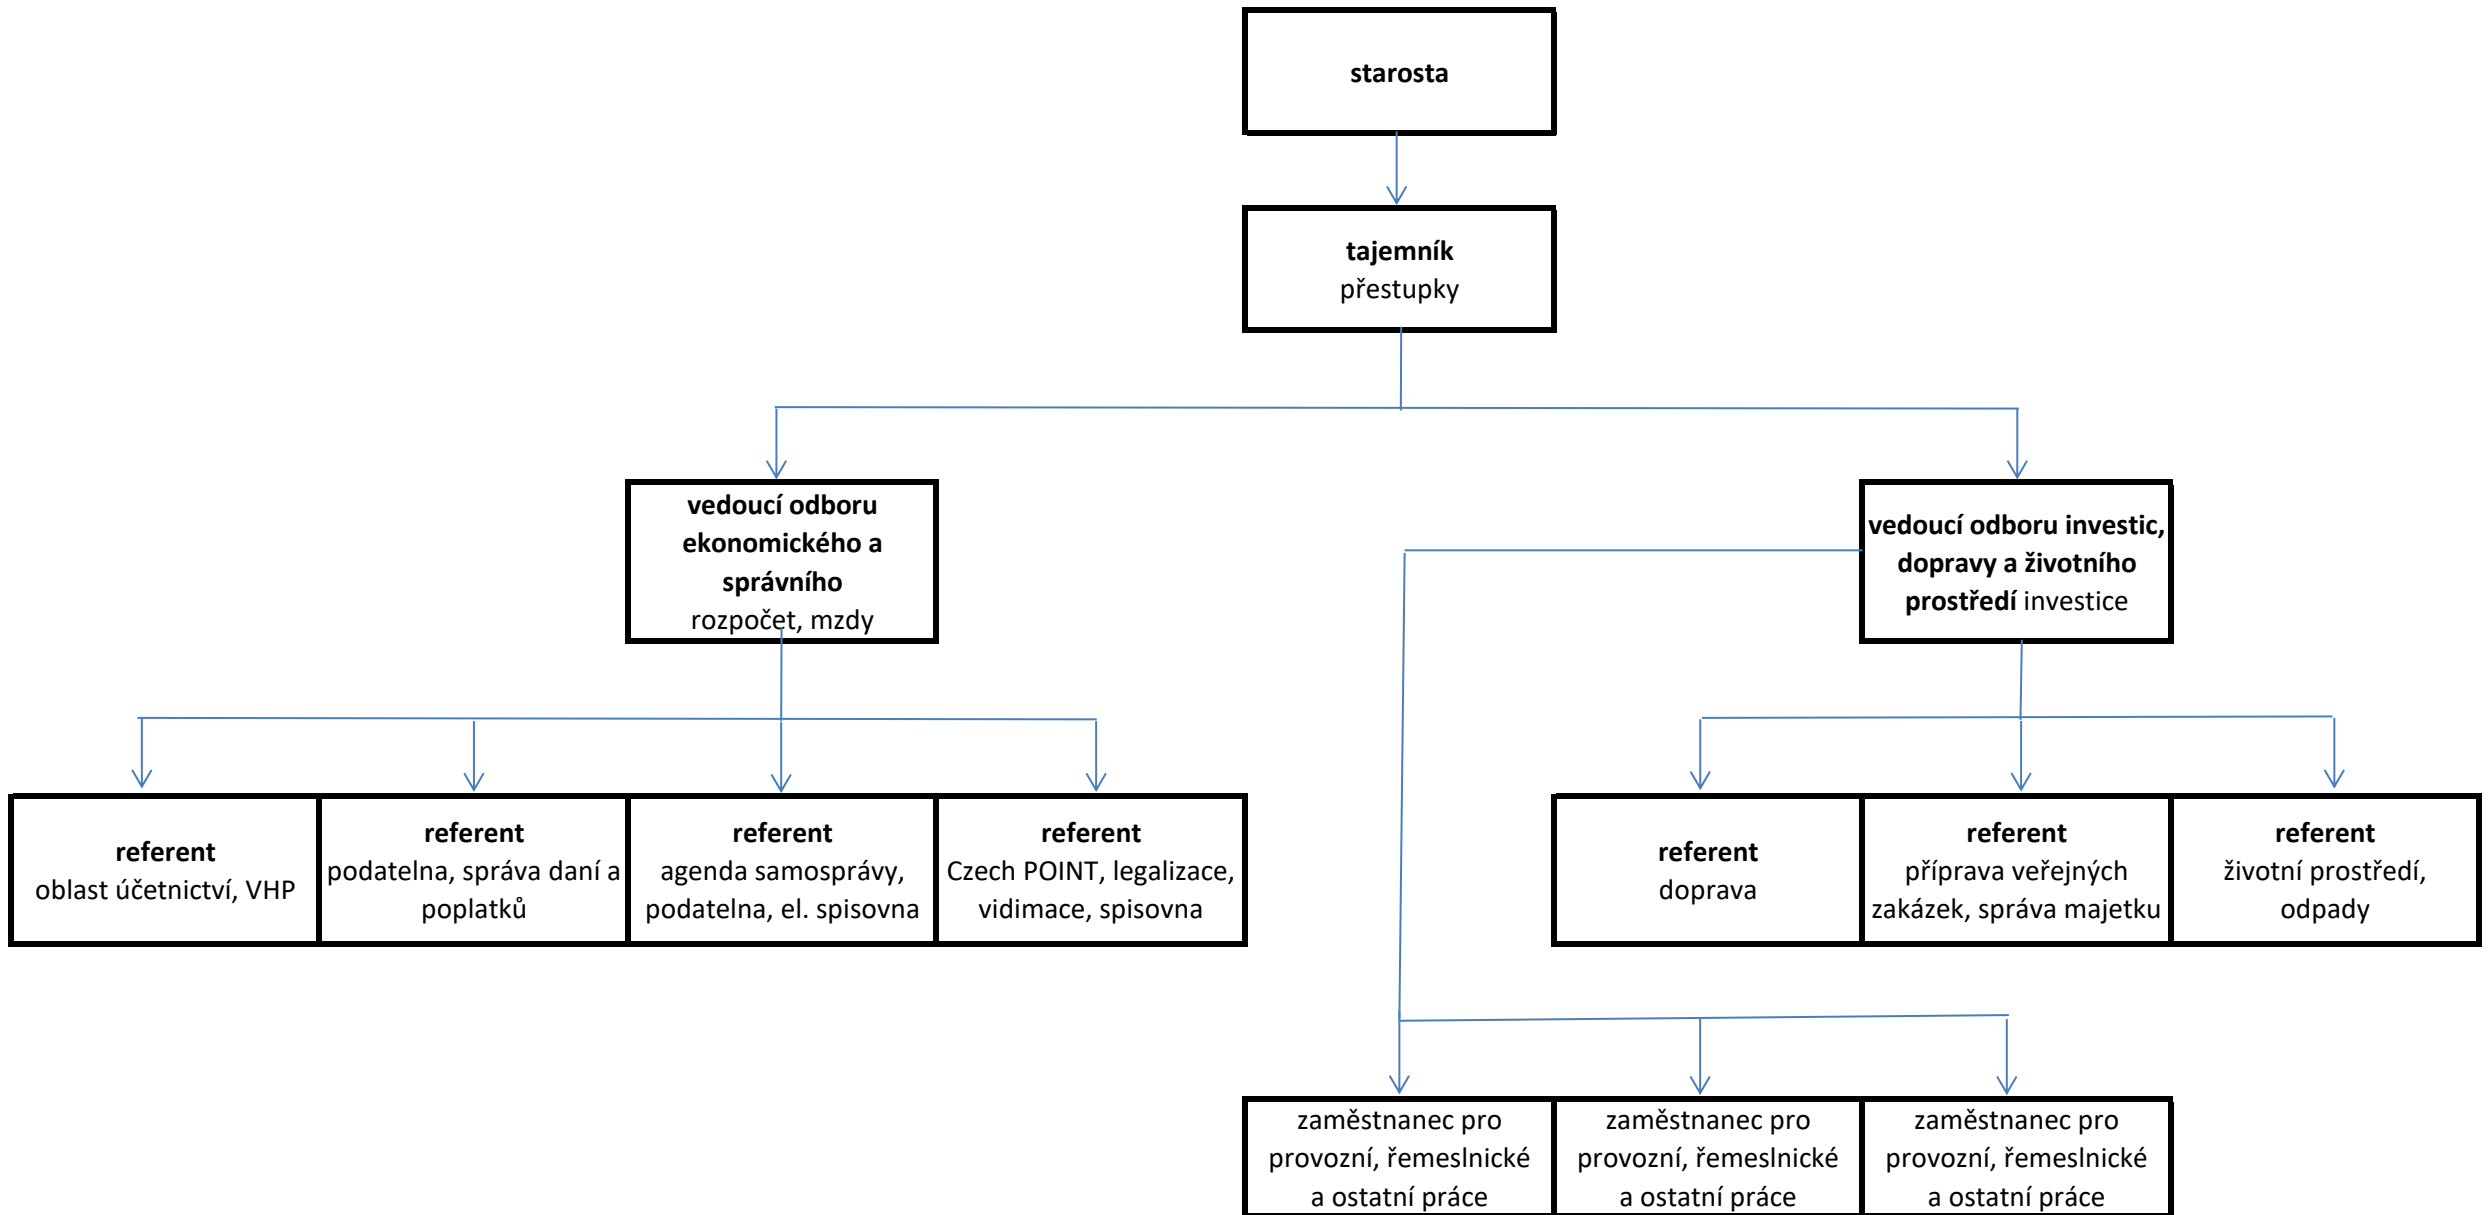 starosta
tajemník
přestupky
vedoucí odboru
ekonomického a
správního
rozpočet, mzdy
vedoucí odboru investic,
dopravy a životního
prostředí investice
referent
oblast účetnictví, VHP
referent
podatelna, správa daní a
poplatků
referent
agenda samosprávy,
podatelna, el. spisovna
referent
Czech POINT, legalizace,
vidimace, spisovna
referent
doprava
referent
příprava veřejných
zakázek, správa majetku
referent
životní prostředí,
odpady
zaměstnanec pro
provozní, řemeslnické
a ostatní práce
zaměstnanec pro
provozní, řemeslnické
a ostatní práce
zaměstnanec pro
provozní, řemeslnické
a ostatní práce